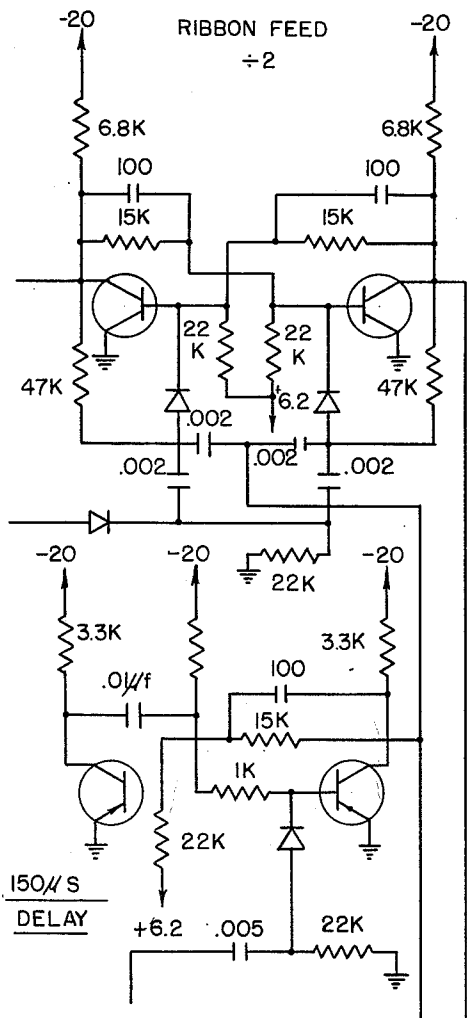 -20 RIBBON FEED -20
÷2
6.8K 6.8K
100 100
15K 15K
22 K 22 K
47K +6.2 47K
.002 .002
.002 .002
22K
-20 -20 -20
3.3K 3.3K
.01μf 100
15K
1K
22K
150μS
DELAY
+6.2 .005 22K